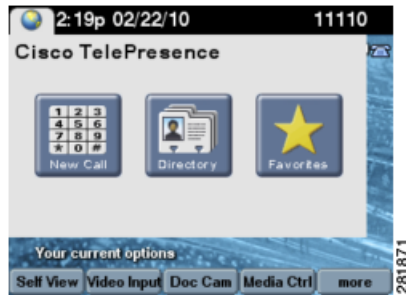 2:19p 02/22/10 11110
Cisco TelePresence
1 2 3
4 5 6
7 8 9
* 0 #
New Call Directory Favorites
Your current options
Self View Video Input Doc Cam Media Ctrl more
281871